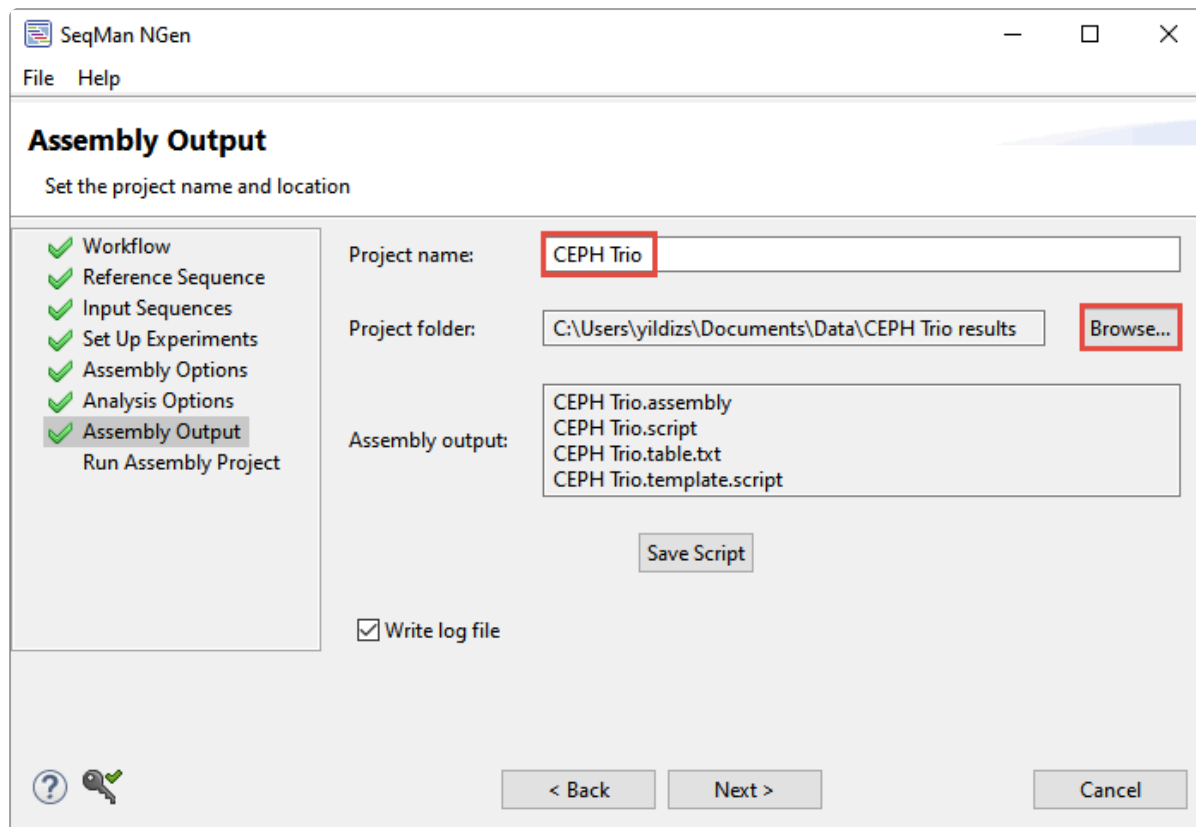 SeqMan NGen
File Help
Assembly Output
Set the project name and location
Workflow
Reference Sequence
Input Sequences
Set Up Experiments
Assembly Options
Analysis Options
Assembly Output
Run Assembly Project
Project name: CEPH Trio
Project folder: C:\Users\yildizs\Documents\Data\CEPH Trio results Browse...
Assembly output:
CEPH Trio.assembly
CEPH Trio.script
CEPH Trio.table.txt
CEPH Trio.template.script
Save Script
Write log file
? < Back Next > Cancel